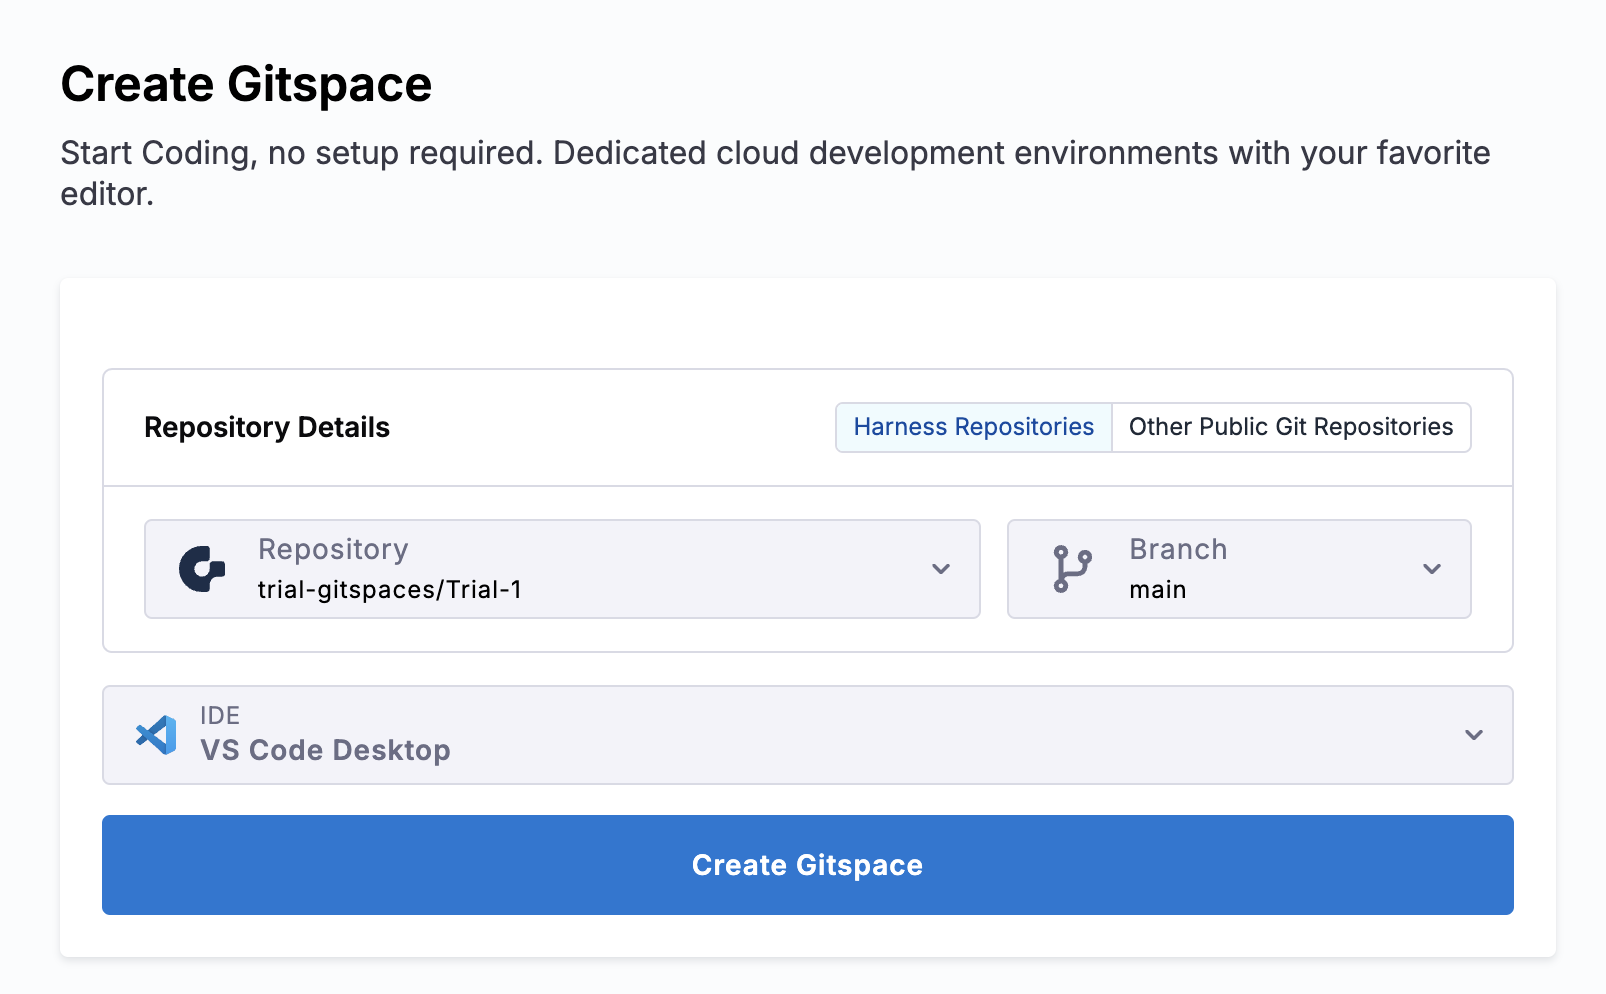 Create Gitspace
Start Coding, no setup required. Dedicated cloud development environments with your favorite
editor.
Repository Details
Harness Repositories
Other Public Git Repositories
Repository
trial-gitspaces/Trial-1
Branch
main
IDE
VS Code Desktop
Create Gitspace